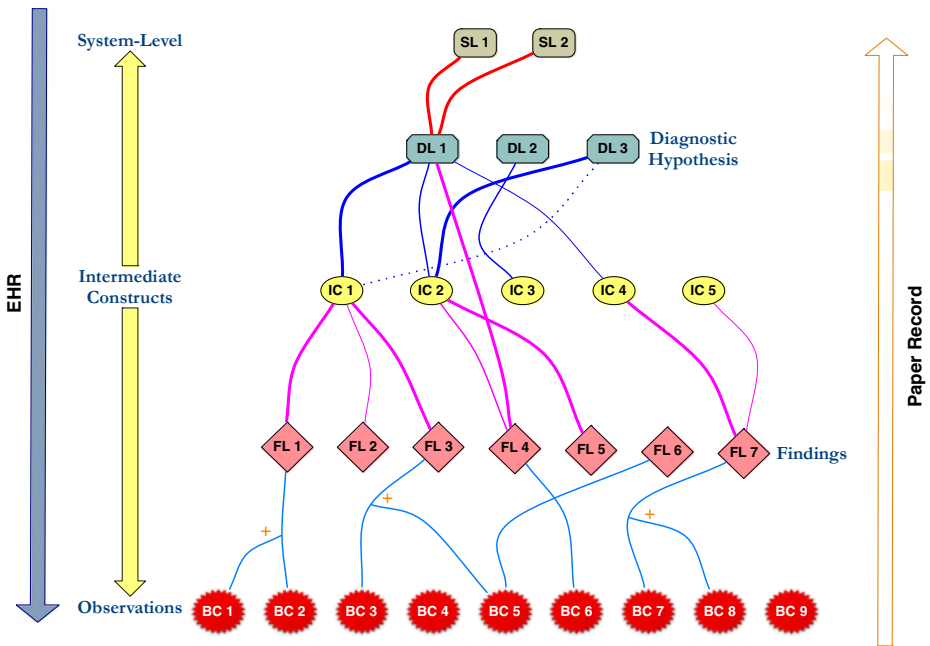 System-Level
SL 1
SL 2
DL 1
DL 2
DL 3
Diagnostic
Hypothesis
EHR
Intermediate
Constructs
IC 1
IC 2
IC 3
IC 4
IC 5
Paper Record
FL 1
FL 2
FL 3
FL 4
FL 5
FL 6
FL 7
Findings
+
+
+
Observations
BC 1
BC 2
BC 3
BC 4
BC 5
BC 6
BC 7
BC 8
BC 9